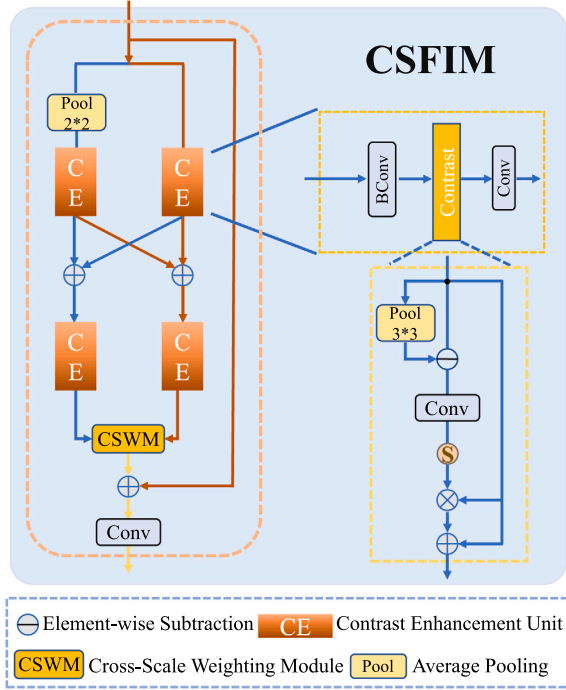 CSFIM
Pool
2*2
C
E
C
E
BConv
Contrast
Conv
C
E
C
E
Pool
3*3
Conv
S
CSWM
Conv
Element-wise Subtraction
CE
Contrast Enhancement Unit
CSWM
Cross-Scale Weighting Module
Pool
Average Pooling